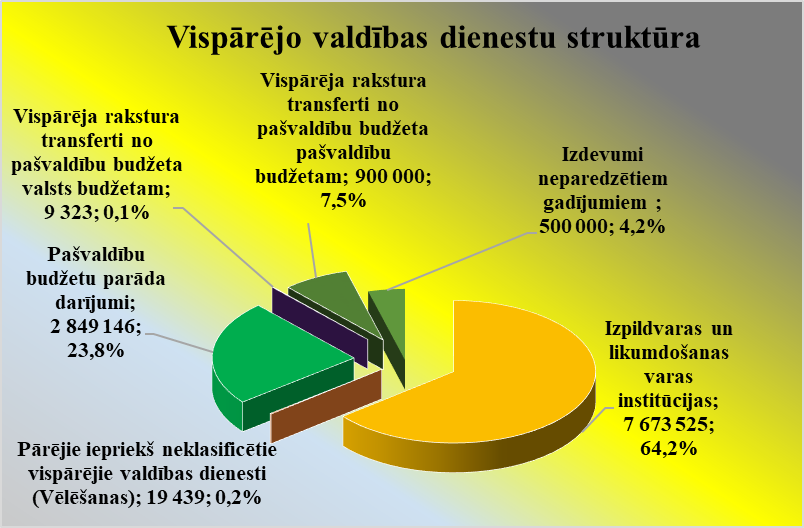 Vispārējo valdības dienestu struktūra
Vispārēja rakstura
transferti no
pašvaldību budžeta
pašvaldību
budžetam; 900 000;
7,5%
Vispārēja rakstura
transferti no
pašvaldību budžeta
valsts budžetam;
9 323; 0,1%
Izdevumi
neparedzētiem
gadījumiem ;
500 000; 4,2%
Pašvaldību
budžetu parāda
darījumi;
2 849 146;
23,8%
Izpildvaras un
likumdošanas
varas
institūcijas;
7 673 525;
64,2%
Pārējie iepriekš neklasificētie
vispārējie valdības dienesti
(Vēlēšanas); 19 439; 0,2%